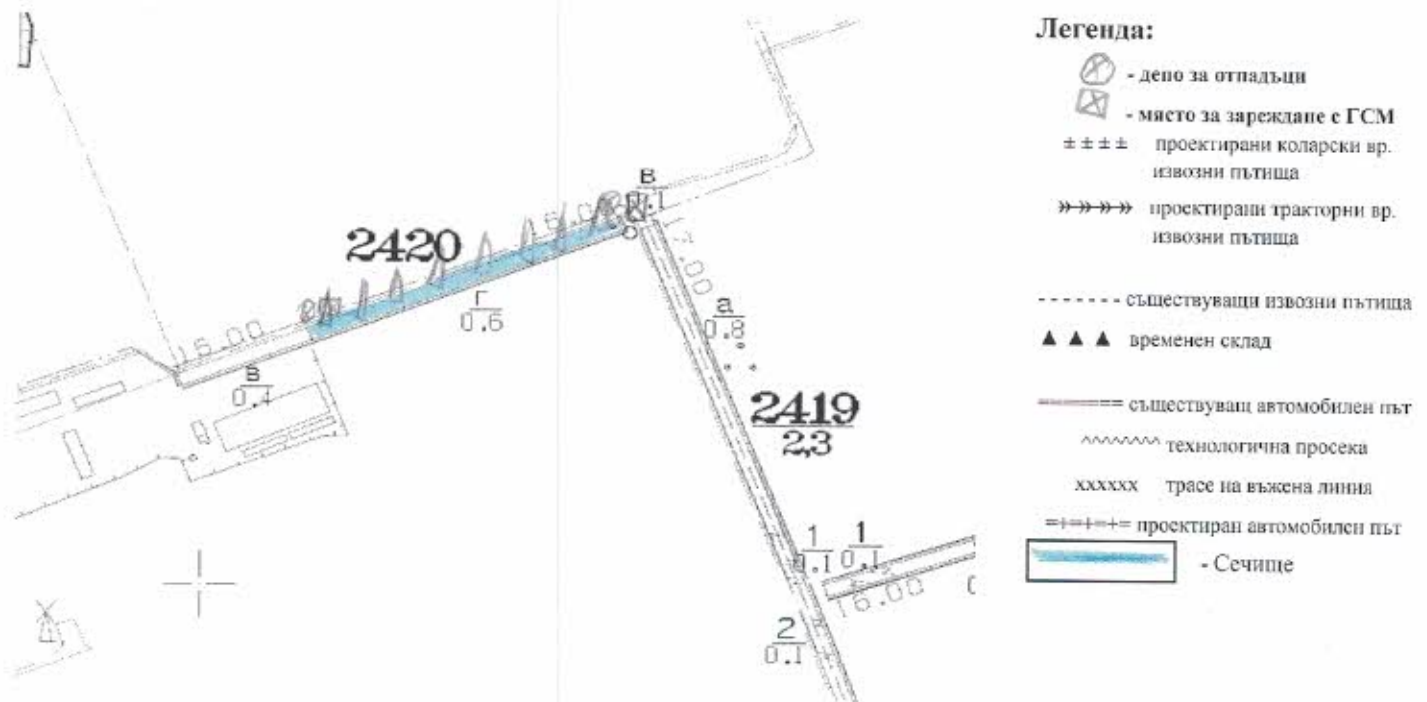 Легенда:
- депо за отпадъци
- място за зареждане с ГСМ
±±±± проектирани коларски вр.
извозни пътища
проектирани тракторни вр.
извозни пътища
съществуващи извозни пътища
▲ ▲ ▲ временен склад
съществуващ автомобилен път
технологична просека
xxxxxx трасе на въжена линия
=+=+=+= проектиран автомобилен път
- Сечище
в
0.1
16.00
2420
г
0.6
16.00
в
0.4
7.00
а
0.8
2419
2,3
1
0.1
1
0.1
16.00
2
0.1